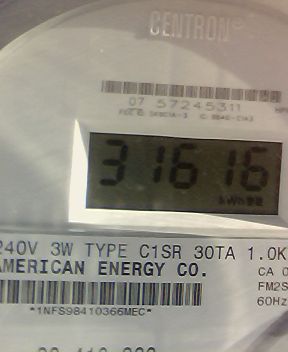 CENTRON®
07 57245311
31616
kWh
240V 3W TYPE C1SR 30TA 1.0K
AMERICAN ENERGY CO.
CA 0
FM2S
60Hz
*1NFS98410366MEC*